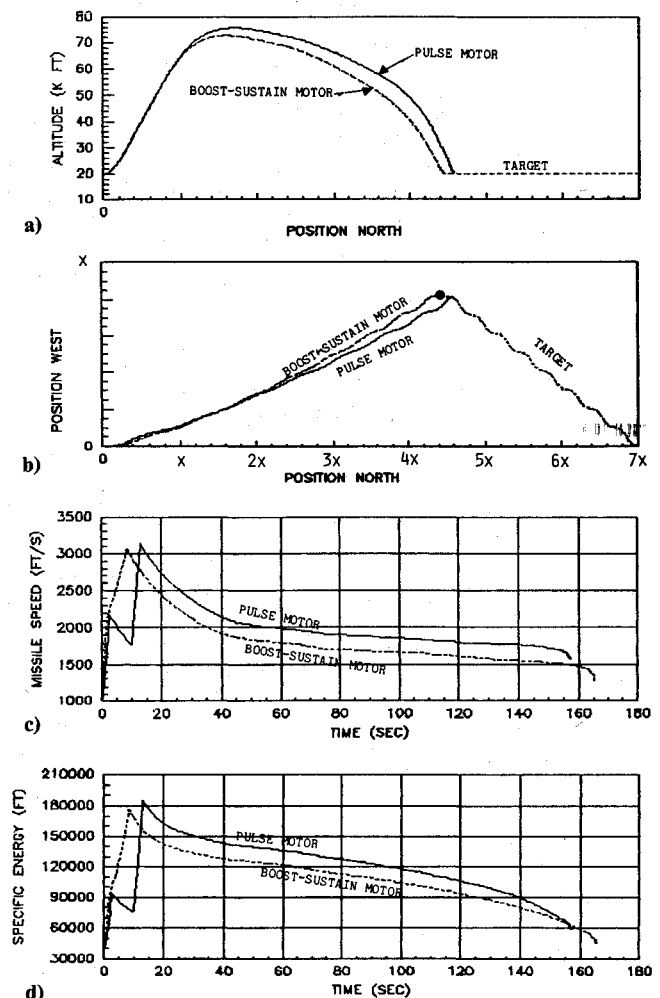 80
70
60
50
40
30
20
10
ALTITUDE (K FT)
PULSE MOTOR
BOOST-SUSTAIN MOTOR
TARGET
0
POSITION NORTH
a)
X
POSITION WEST
BOOST-SUSTAIN MOTOR
PULSE MOTOR
TARGET
0
x 2x 3x 4x 5x 6x 7x
POSITION NORTH
b)
3500
3000
2500
2000
1500
1000
MISSILE SPEED (FT/S)
PULSE MOTOR
BOOST-SUSTAIN MOTOR
0 20 40 60 80 100 120 140 160 180
TIME (SEC)
c)
210000
180000
150000
120000
90000
60000
30000
SPECIFIC ENERGY (FT)
PULSE MOTOR
BOOST-SUSTAIN MOTOR
0 20 40 60 80 100 120 140 160 180
TIME (SEC)
d)